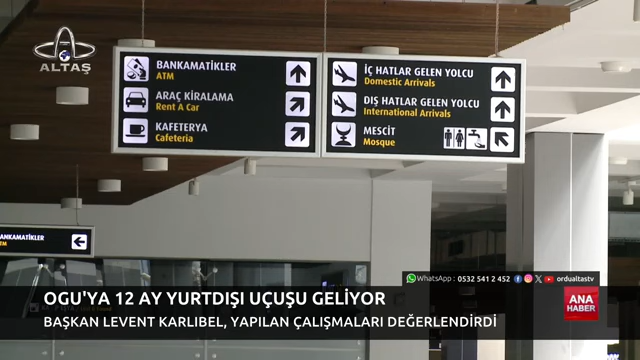 ALTAŞ
BANKAMATİKLER
ATM
ARAÇ KİRALAMA
Rent A Car
KAFETERYA
Cafeteria
İÇ HATLAR GELEN YOLCU
Domestic Arrivals
DIŞ HATLAR GELEN YOLCU
International Arrivals
MESCİT
Mosque
ANKAMATİKLER
TM
WhatsApp : 0532 541 2 452
ordualtastv
OGU'YA 12 AY YURTDIŞI UÇUŞU GELİYOR
BAŞKAN LEVENT KARLIBEL, YAPILAN ÇALIŞMALARI DEĞERLENDİRDİ
ANA
HABER